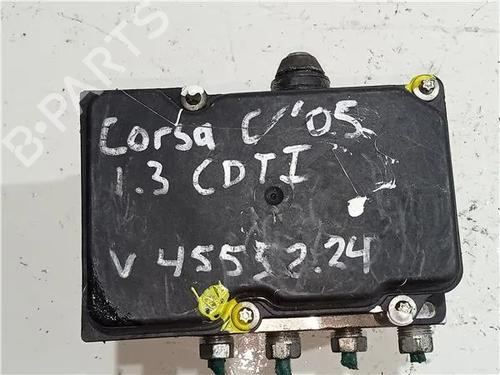 B-PARTS
Corsa C/'05
1.3 CDTI
V 45552.24